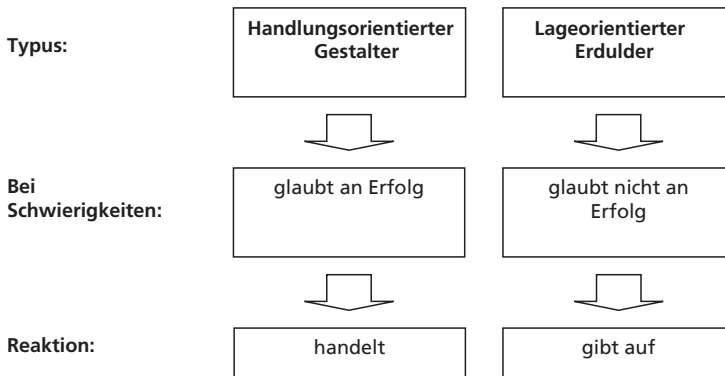 Typus:
Handlungsorientierter
Gestalter
Lageorientierter
Erdulder
Bei
Schwierigkeiten:
glaubt an Erfolg
glaubt nicht an
Erfolg
Reaktion:
handelt
gibt auf